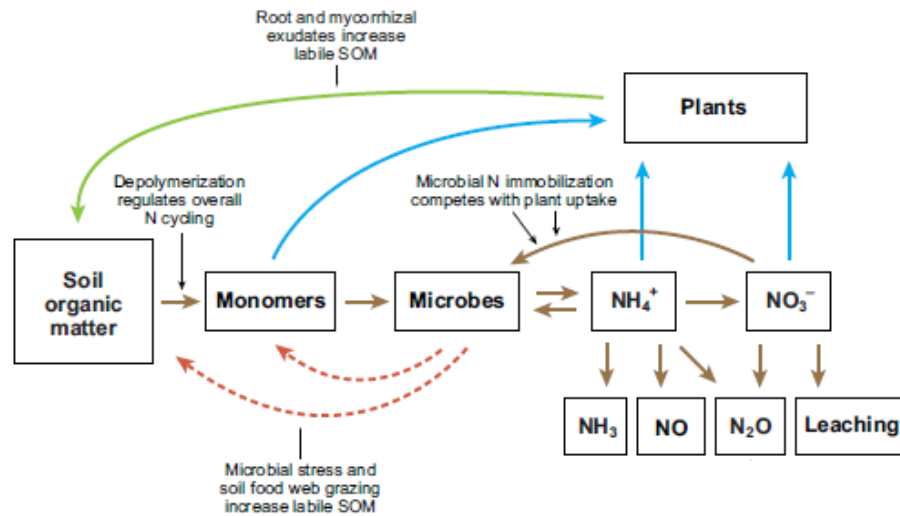 Root and mycorrhizal
exudates increase
labile SOM
Plants
Depolymerization
regulates overall
N cycling
Microbial N immobilization
competes with plant uptake
Soil
organic
matter
Monomers
Microbes
NH₄⁺
NO₃⁻
NH₃
NO
N₂O
Leaching
Microbial stress and
soil food web grazing
increase labile SOM